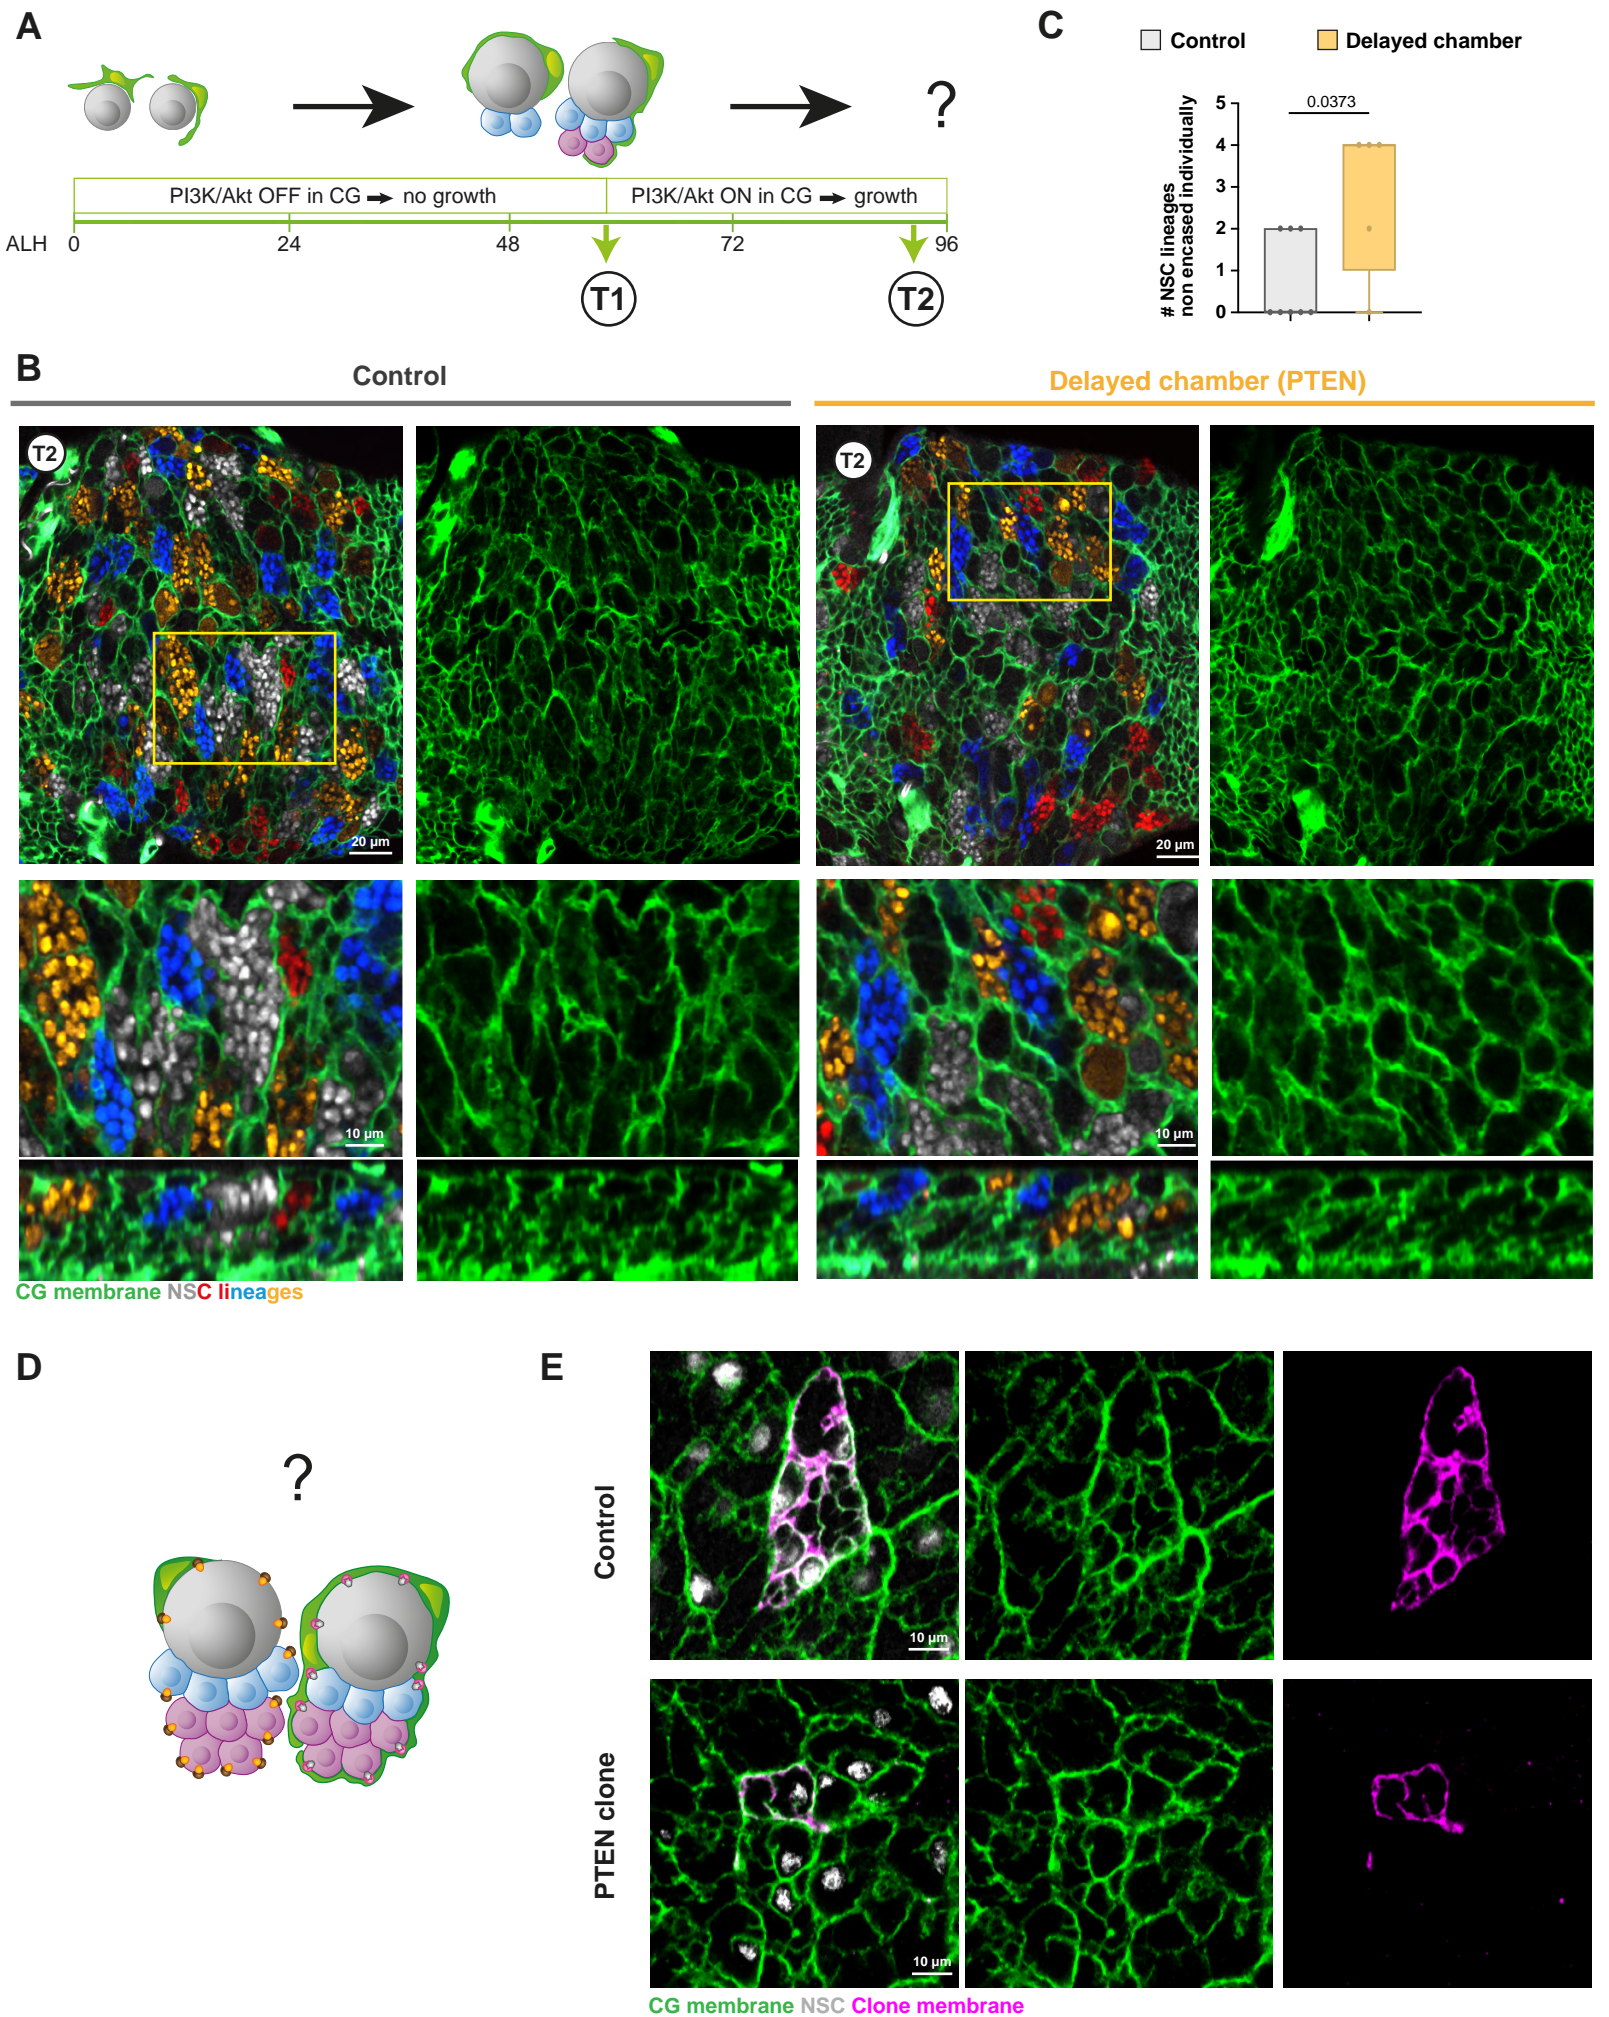 A
?
PI3K/Akt OFF in CG → no growth
PI3K/Akt ON in CG → growth
ALH 0 24 48 72 96
T1
T2
C
Control
Delayed chamber
# NSC lineages
non encased individually
0.0373
5
4
3
2
1
0
B
Control
Delayed chamber (PTEN)
T2
20 µm
T2
20 µm
10 µm
10 µm
CG membrane NSC lineages
D
?
E
Control
10 µm
PTEN clone
10 µm
CG membrane NSC Clone membrane